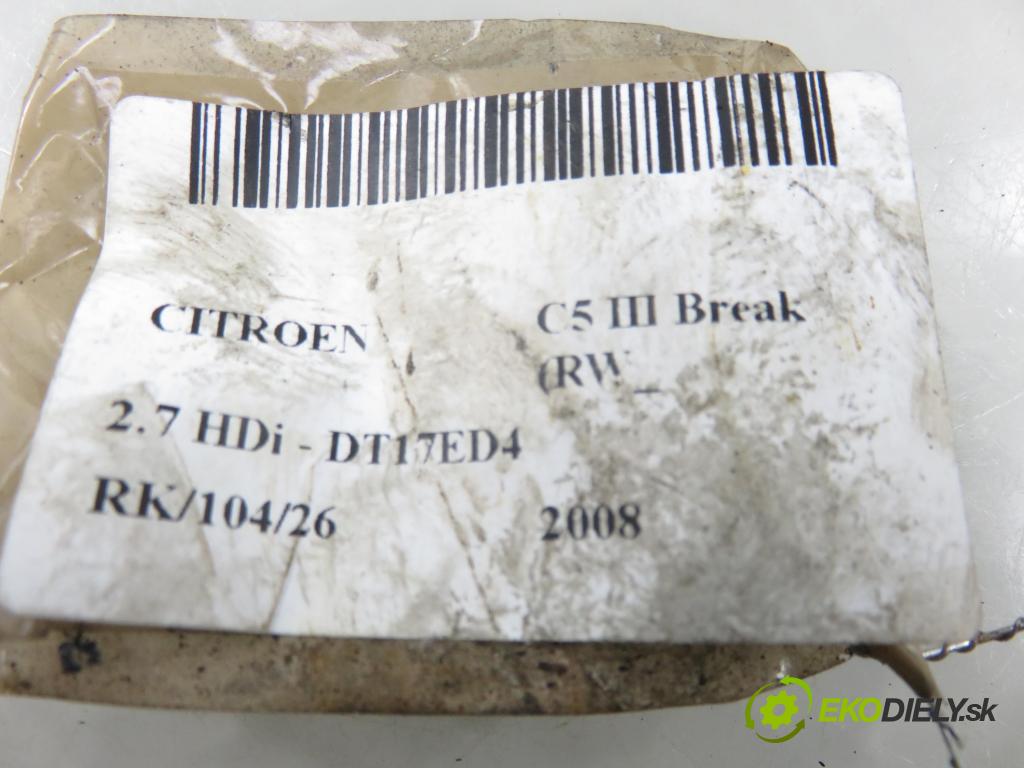 CITROEN C5 III Break
(RW_
2.7 HDi - DT17ED4
RK/104/26 2008
EKODIELY.sk